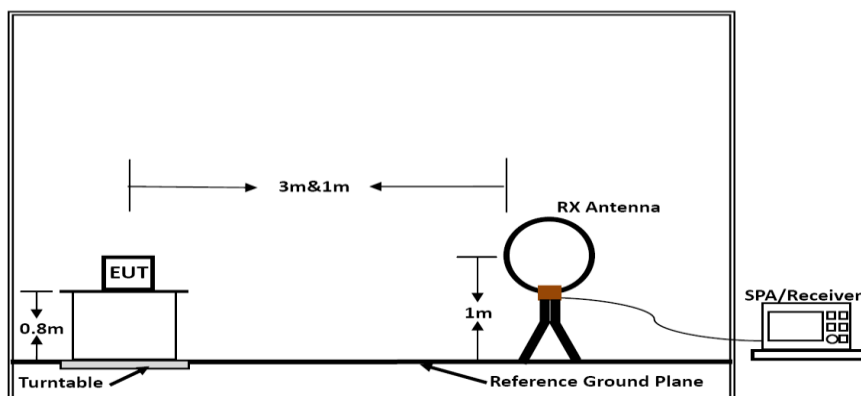 3m&1m
RX Antenna
EUT
0.8m
1m
SPA/Receiver
Turntable
Reference Ground Plane